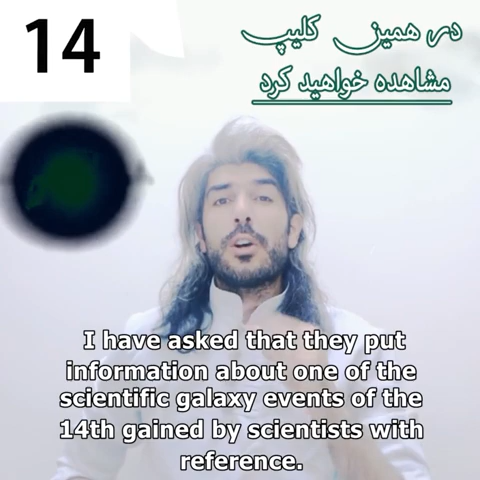 14
در همین کلیپ
مشاهده خواهید کرد
I have asked that they put
information about one of the
scientific galaxy events of the
14th gained by scientists with
reference.